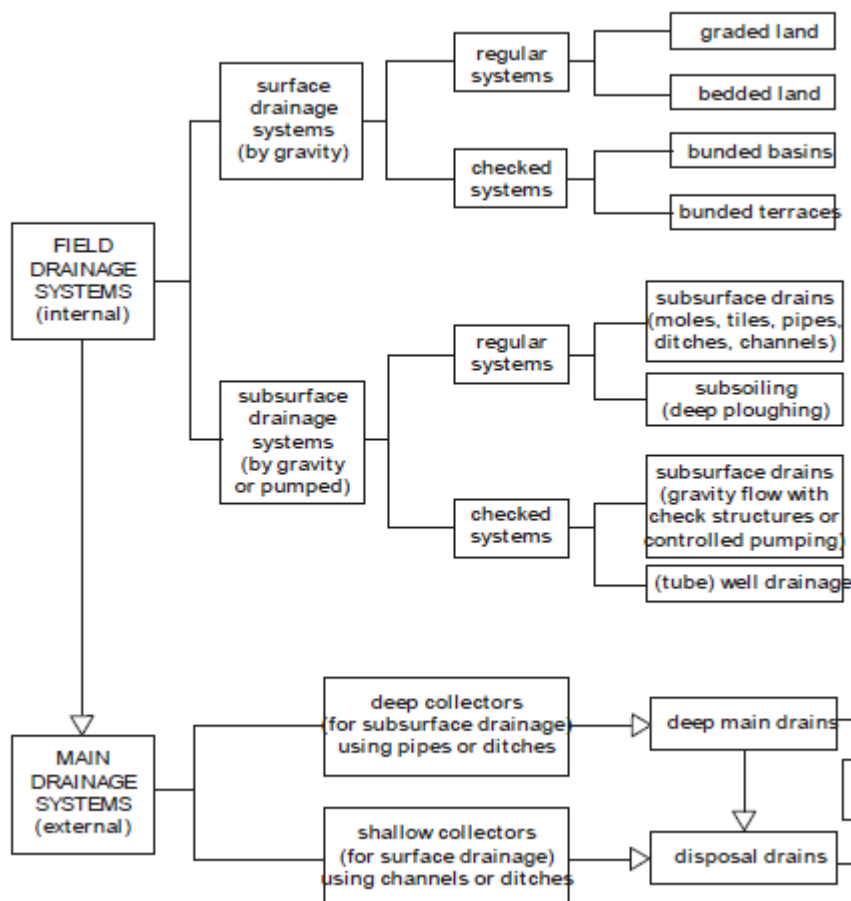 FIELD
DRAINAGE
SYSTEMS
(internal)
surface
drainage
systems
(by gravity)
regular
systems
graded land
bedded land
checked
systems
bunded basins
bunded terraces
subsurface
drainage
systems
(by gravity
or pumped)
regular
systems
subsurface drains
(moles, tiles, pipes,
ditches, channels)
subsoiling
(deep ploughing)
checked
systems
subsurface drains
(gravity flow with
check structures or
controlled pumping)
(tube) well drainage
MAIN
DRAINAGE
SYSTEMS
(external)
deep collectors
(for subsurface drainage)
using pipes or ditches
deep main drains
shallow collectors
(for surface drainage)
using channels or ditches
disposal drains